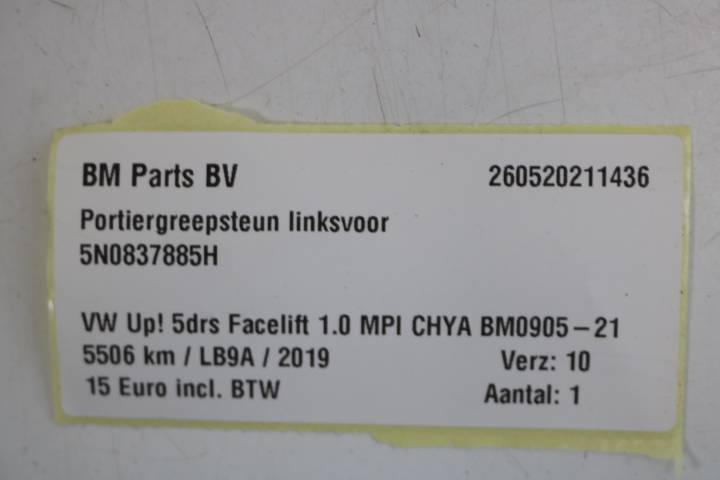 BM Parts BV 260520211436
Portiergreepsteun linksvoor
5N0837885H
VW Up! 5drs Facelift 1.0 MPI CHYA BM0905-21
5506 km / LB9A / 2019 Verz: 10
15 Euro incl. BTW Aantal: 1